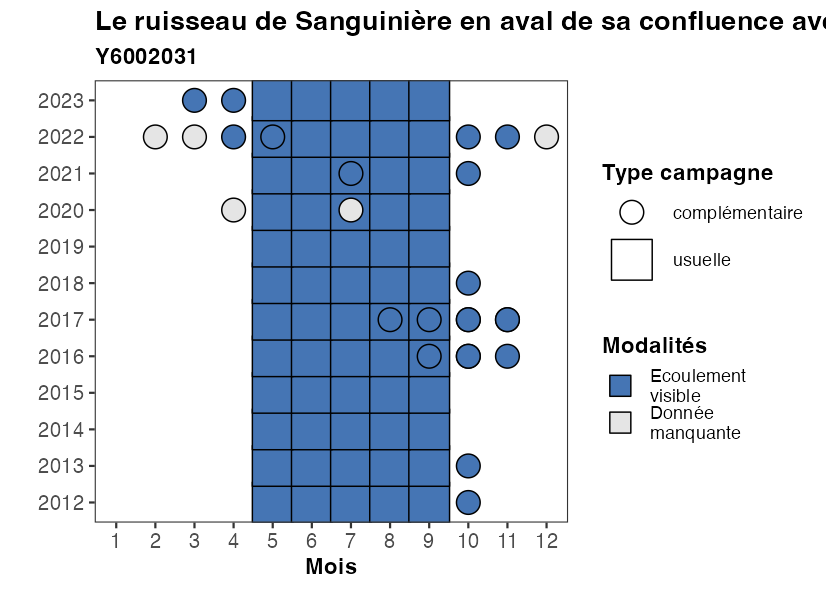 Le ruisseau de Sanguinière en aval de sa confluence
Y6002031
2023
2022
2021
2020
2019
2018
2017
2016
2015
2014
2013
2012
1 2 3 4 5 6 7 8 9 10 11 12
Mois
Type campagne
complémentaire
usuelle
Modalités
Ecoulement
visible
Donnée
manquante